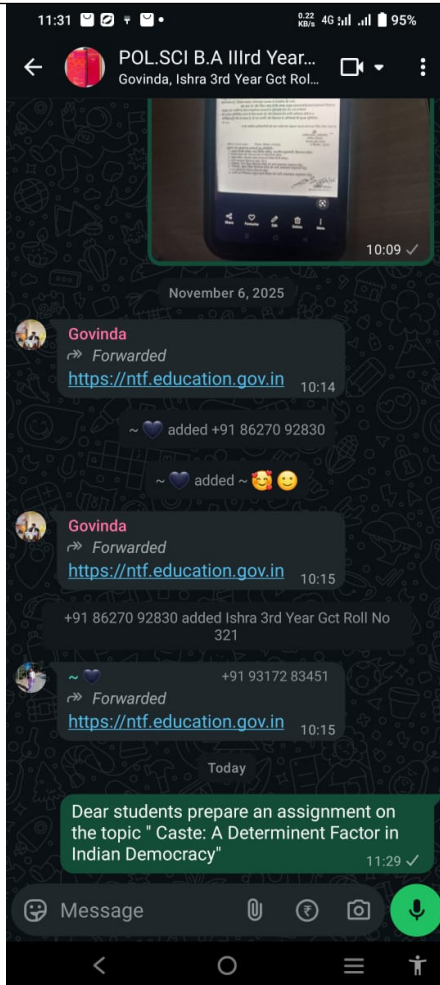 11:31
0.22 KB/s 4G 95%
POL.SCI B.A IIIrd Year...
Govinda, Ishra 3rd Year Gct Rol...
10:09
November 6, 2025
Govinda
Forwarded
https://ntf.education.gov.in 10:14
~ 🖤 added +91 86270 92830
~ 🖤 added ~ 🥰 🙂
Govinda
Forwarded
https://ntf.education.gov.in 10:15
+91 86270 92830 added Ishra 3rd Year Gct Roll No
321
~ 🖤 +91 93172 83451
Forwarded
https://ntf.education.gov.in 10:15
Today
Dear students prepare an assignment on
the topic " Caste: A Determinent Factor in
Indian Democracy"
11:29
Message